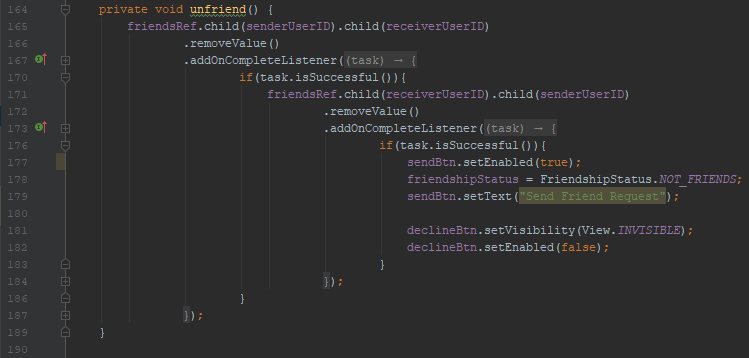 164 private void unfriend() {
165 friendsRef.child(senderUserID).child(receiverUserID)
166 .removeValue()
167 .addOnCompleteListener((task) → {
170 if(task.isSuccessful()){
171 friendsRef.child(receiverUserID).child(senderUserID)
172 .removeValue()
173 .addOnCompleteListener((task) → {
176 if(task.isSuccessful()){
177 sendBtn.setEnabled(true);
178 friendshipStatus = FriendshipStatus.NOT_FRIENDS;
179 sendBtn.setText("Send Friend Request");
180
181 declineBtn.setVisibility(View.INVISIBLE);
182 declineBtn.setEnabled(false);
183 }
184 });
186 }
187 });
189 }
190